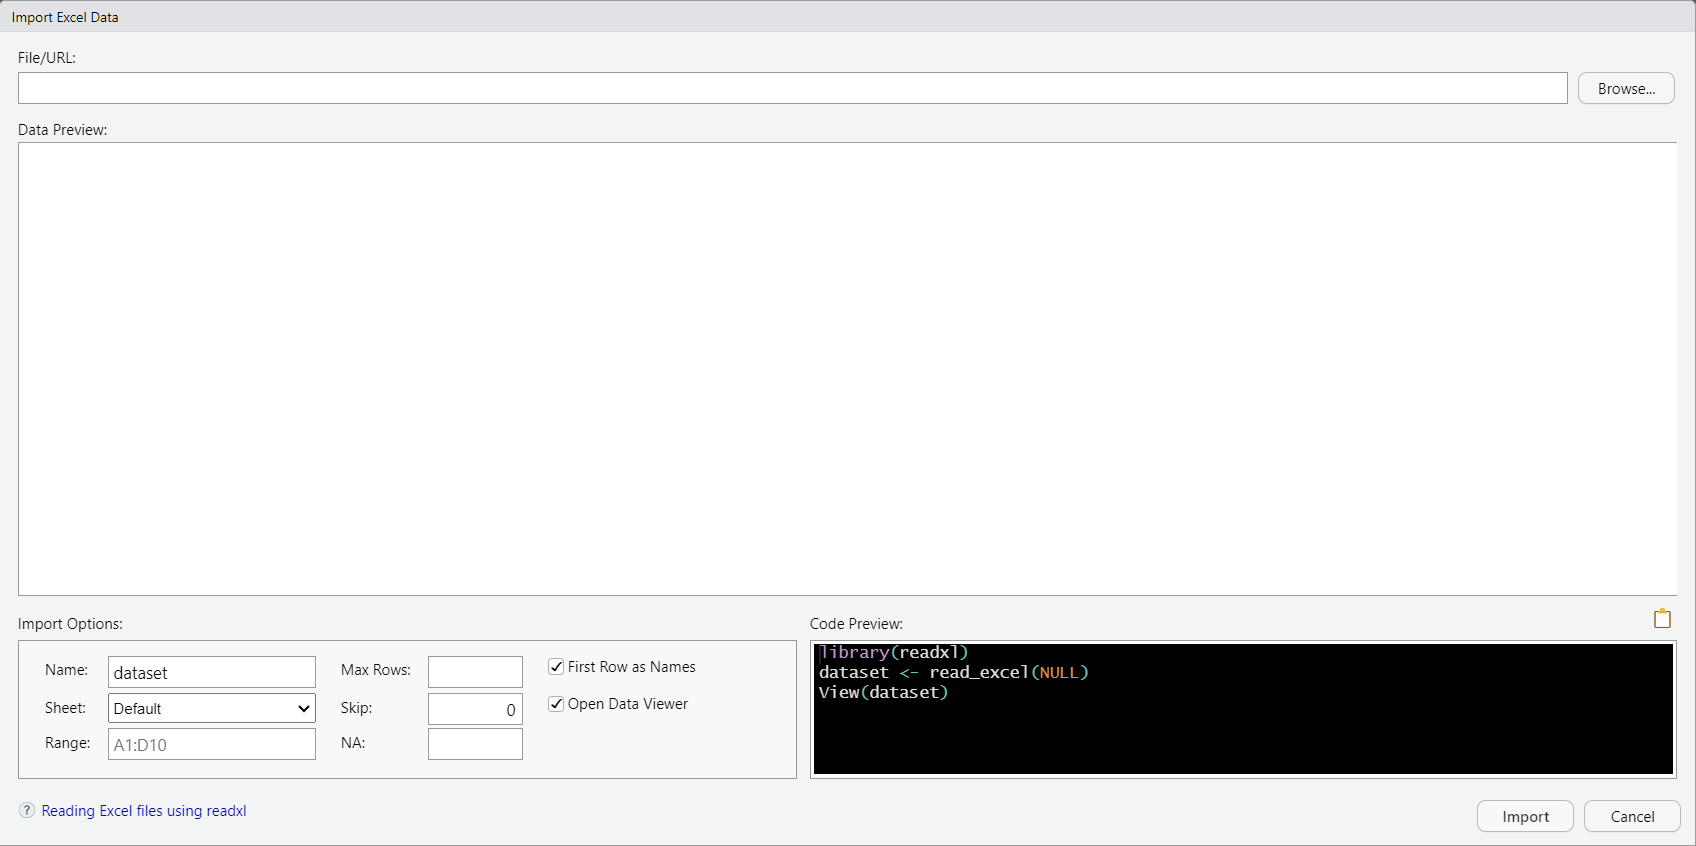 Import Excel Data
File/URL:
Browse...
Data Preview:
Import Options:
Name: dataset
Max Rows:
First Row as Names
Sheet: Default
Skip: 0
Open Data Viewer
Range: A1:D10
NA:
Code Preview:
library(readxl)
dataset <- read_excel(NULL)
View(dataset)
? Reading Excel files using readxl
Import
Cancel